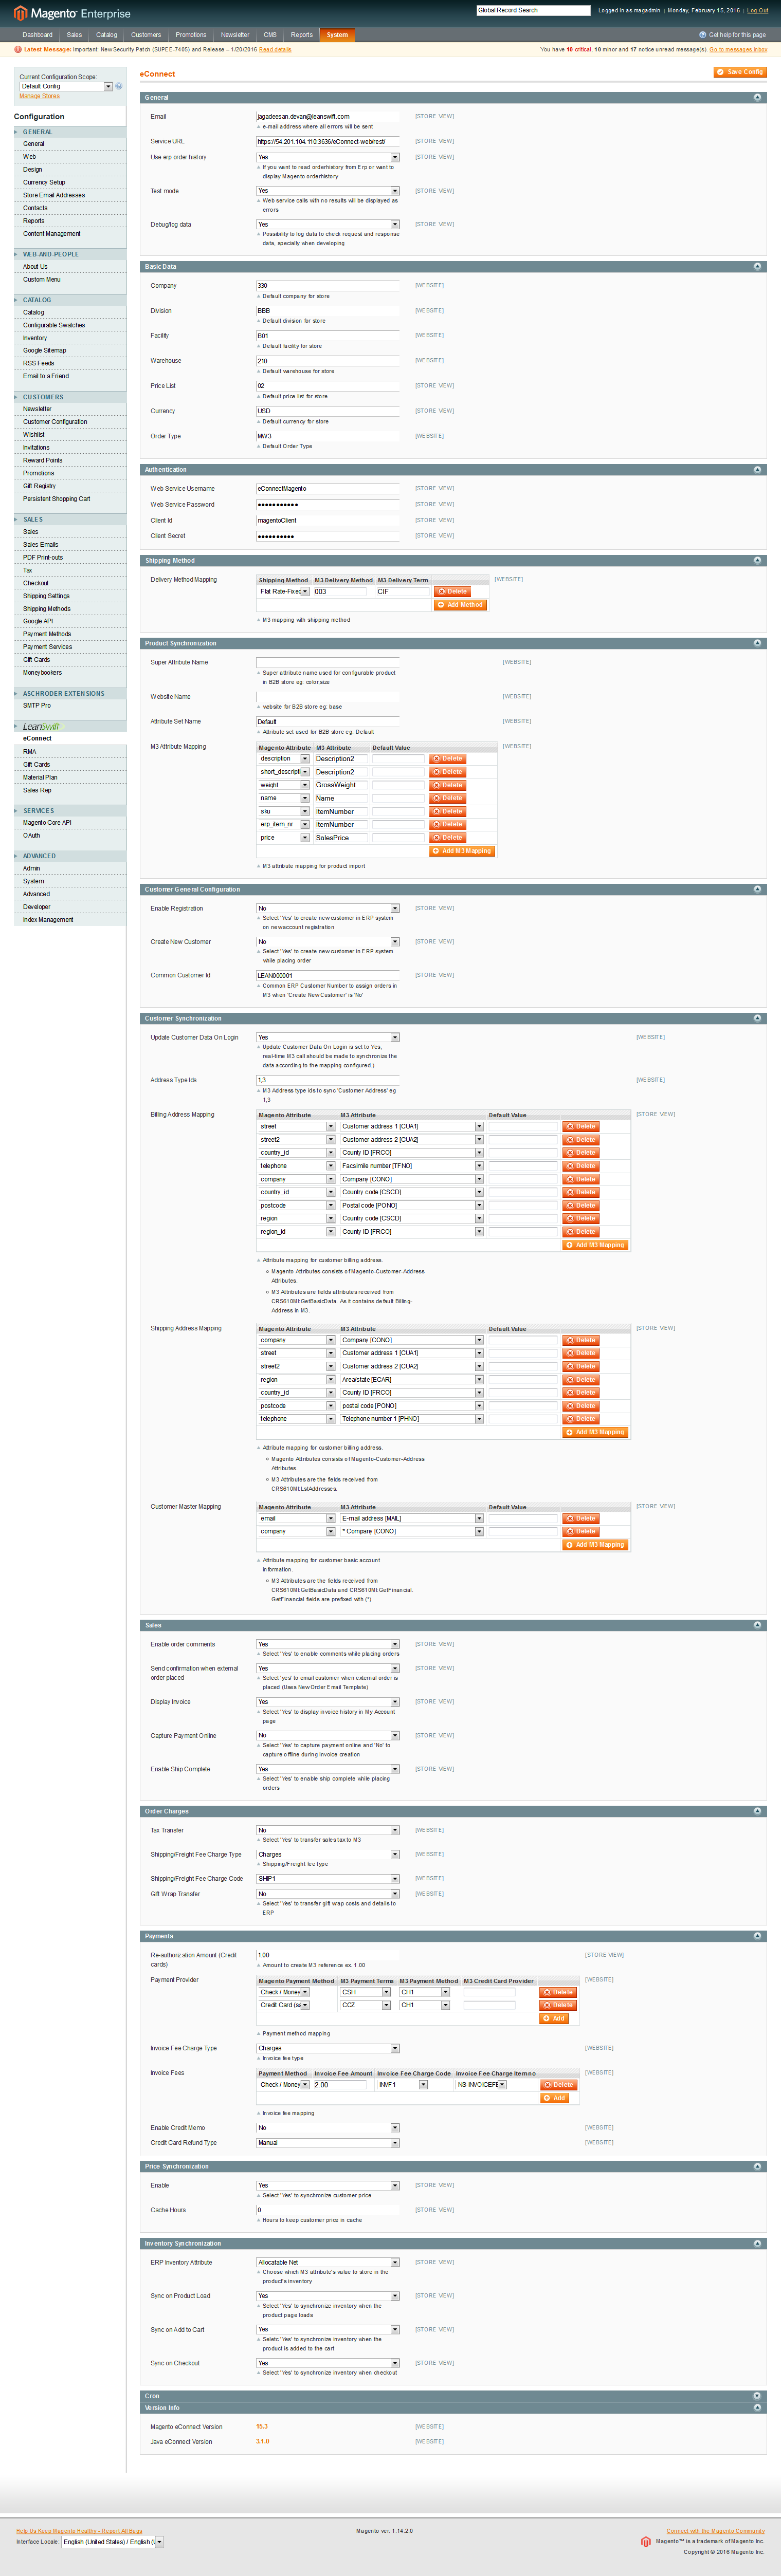 Magento Enterprise
Global Record Search
Logged in as magadmin | Monday, February 15, 2016 | Log Out
Dashboard Sales Catalog Customers Promotions Newsletter CMS Reports System
Get help for this page
Latest Message: Important: New Security Patch (SUPEE-7405) and Release – 1/20/2016 Read details
You have 10 critical, 10 minor and 17 notice unread message(s). Go to messages inbox
Current Configuration Scope:
Default Config
Manage Stores
Configuration
GENERAL
General
Web
Design
Currency Setup
Store Email Addresses
Contacts
Reports
Content Management
WEB-AND-PEOPLE
About Us
Custom Menu
CATALOG
Catalog
Configurable Swatches
Inventory
Google Sitemap
RSS Feeds
Email to a Friend
CUSTOMERS
Newsletter
Customer Configuration
Wishlist
Invitations
Reward Points
Promotions
Gift Registry
Persistent Shopping Cart
SALES
Sales
Sales Emails
PDF Print-outs
Tax
Checkout
Shipping Settings
Shipping Methods
Google API
Payment Methods
Payment Services
Gift Cards
Moneybookers
ASCHRODER EXTENSIONS
SMTP Pro
LeanSwift
eConnect
RMA
Gift Cards
Material Plan
Sales Rep
SERVICES
Magento Core API
OAuth
ADVANCED
Admin
System
Advanced
Developer
Index Management
eConnect
Save Config
General
Email jagadeesan.devan@leanswift.com [STORE VIEW]
e-mail address where all errors will be sent
Service URL https://54.201.104.110:3636/eConnect-web/rest/ [STORE VIEW]
Use erp order history Yes [STORE VIEW]
If you want to read orderhistory from Erp or want to
display Magento orderhistory
Test mode Yes [STORE VIEW]
Web service calls with no results will be displayed as
errors
Debug/log data Yes [STORE VIEW]
Possibility to log data to check request and response
data, specially when developing
Basic Data
Company 330 [WEBSITE]
Default company for store
Division BBB [WEBSITE]
Default division for store
Facility B01 [WEBSITE]
Default facility for store
Warehouse 210 [WEBSITE]
Default warehouse for store
Price List 02 [STORE VIEW]
Default price list for store
Currency USD [STORE VIEW]
Default currency for store
Order Type MW3 [WEBSITE]
Default Order Type
Authentication
Web Service Username eConnectMagento [STORE VIEW]
Web Service Password ●●●●●●●●●●● [STORE VIEW]
Client Id magentoClient [STORE VIEW]
Client Secret ●●●●●●●●●● [STORE VIEW]
Shipping Method
Delivery Method Mapping Shipping Method M3 Delivery Method M3 Delivery Term [WEBSITE]
Flat Rate-Fixed 003 CIF Delete
Add Method
M3 mapping with shipping method
Product Synchronization
Super Attribute Name [WEBSITE]
Super attribute name used for configurable product
in B2B store eg: color,size
Website Name [WEBSITE]
website for B2B store eg: base
Attribute Set Name Default [WEBSITE]
Attribute set used for B2B store eg: Default
M3 Attribute Mapping Magento Attribute M3 Attribute Default Value [WEBSITE]
description Description2 Delete
short_descripti Description2 Delete
weight GrossWeight Delete
name Name Delete
sku ItemNumber Delete
erp_item_nr ItemNumber Delete
price SalesPrice Delete
Add M3 Mapping
M3 attribute mapping for product import
Customer General Configuration
Enable Registration No [STORE VIEW]
Select 'Yes' to create new customer in ERP system
on new account registration
Create New Customer No [STORE VIEW]
Select 'Yes' to create new customer in ERP system
while placing order
Common Customer Id LEAN000001 [STORE VIEW]
Common ERP Customer Number to assign orders in
M3 when 'Create New Customer' is 'No'
Customer Synchronization
Update Customer Data On Login Yes [WEBSITE]
Update Customer Data On Login is set to Yes,
real-time M3 call should be made to synchronize the
data according to the mapping configured.)
Address Type Ids 1,3 [WEBSITE]
M3 Address type ids to sync 'Customer Address' eg
1,3
Billing Address Mapping Magento Attribute M3 Attribute Default Value [STORE VIEW]
street Customer address 1 [CUA1] Delete
street2 Customer address 2 [CUA2] Delete
country_id County ID [FRCO] Delete
telephone Facsimile number [TFNO] Delete
company Company [CONO] Delete
country_id Country code [CSCD] Delete
postcode Postal code [PONO] Delete
region Country code [CSCD] Delete
region_id County ID [FRCO] Delete
Add M3 Mapping
Attribute mapping for customer billing address.
Magento Attributes consists of Magento-Customer-Address
Attributes.
M3 Attributes are fields attributes received from
CRS610MI.GetBasicData. As it contains default Billing-
Address in M3.
Shipping Address Mapping Magento Attribute M3 Attribute Default Value [STORE VIEW]
company Company [CONO] Delete
street Customer address 1 [CUA1] Delete
street2 Customer address 2 [CUA2] Delete
region Area/state [ECAR] Delete
country_id County ID [FRCO] Delete
postcode postal code [PONO] Delete
telephone Telephone number 1 [PHNO] Delete
Add M3 Mapping
Attribute mapping for customer billing address.
Magento Attributes consists of Magento-Customer-Address
Attributes.
M3 Attributes are the fields received from
CRS610MI.LstAddresses.
Customer Master Mapping Magento Attribute M3 Attribute Default Value [STORE VIEW]
email E-mail address [MAIL] Delete
company * Company [CONO] Delete
Add M3 Mapping
Attribute mapping for customer basic account
information.
M3 Attributes are the fields received from
CRS610MI.GetBasicData and CRS610MI.GetFinancial.
GetFinancial fields are prefixed with (*)
Sales
Enable order comments Yes [STORE VIEW]
Select 'Yes' to enable comments while placing orders
Send confirmation when external Yes [STORE VIEW]
order placed Select 'yes' to email customer when external order is
placed (Uses New Order Email Template)
Display Invoice Yes [STORE VIEW]
Select 'Yes' to display invoice history in My Account
page
Capture Payment Online No [STORE VIEW]
Select 'Yes' to capture payment online and 'No' to
capture offline during Invoice creation
Enable Ship Complete Yes [STORE VIEW]
Select 'Yes' to enable ship complete while placing
orders
Order Charges
Tax Transfer No [WEBSITE]
Select 'Yes' to transfer sales tax to M3
Shipping/Freight Fee Charge Type Charges [WEBSITE]
Shipping/Freight fee type
Shipping/Freight Fee Charge Code SHIP1 [WEBSITE]
Gift Wrap Transfer No [WEBSITE]
Select 'Yes' to transfer gift wrap costs and details to
ERP
Payments
Re-authorization Amount (Credit 1.00 [STORE VIEW]
cards) Amount to create M3 reference ex. 1.00
Payment Provider Magento Payment Method M3 Payment Terms M3 Payment Method M3 Credit Card Provider [WEBSITE]
Check / Money CSH CH1 Delete
Credit Card (sa CCZ CH1 Delete
Add
Payment method mapping
Invoice Fee Charge Type Charges [WEBSITE]
Invoice fee type
Invoice Fees Payment Method Invoice Fee Amount Invoice Fee Charge Code Invoice Fee Charge Itemno [WEBSITE]
Check / Money 2.00 INVF1 NS-INVOICEFE Delete
Add
Invoice fee mapping
Enable Credit Memo No [WEBSITE]
Credit Card Refund Type Manual [WEBSITE]
Price Synchronization
Enable Yes [STORE VIEW]
Select 'Yes' to synchronize customer price
Cache Hours 0 [STORE VIEW]
Hours to keep customer price in cache
Inventory Synchronization
ERP Inventory Attribute Allocatable Net [STORE VIEW]
Choose which M3 attribute's value to store in the
product's inventory
Sync on Product Load Yes [STORE VIEW]
Select 'Yes' to synchronize inventory when the
product page loads
Sync on Add to Cart Yes [STORE VIEW]
Seletc 'Yes' to synchronize inventory when the
product is added to the cart
Sync on Checkout Yes [STORE VIEW]
Select 'Yes' to synchronize inventory when checkout
Cron
Version Info
Magento eConnect Version 15.3 [WEBSITE]
Java eConnect Version 3.1.0 [WEBSITE]
Help Us Keep Magento Healthy - Report All Bugs
Magento ver. 1.14.2.0
Connect with the Magento Community
Interface Locale: English (United States) / English (U
Magento™ is a trademark of Magento Inc.
Copyright © 2016 Magento Inc.